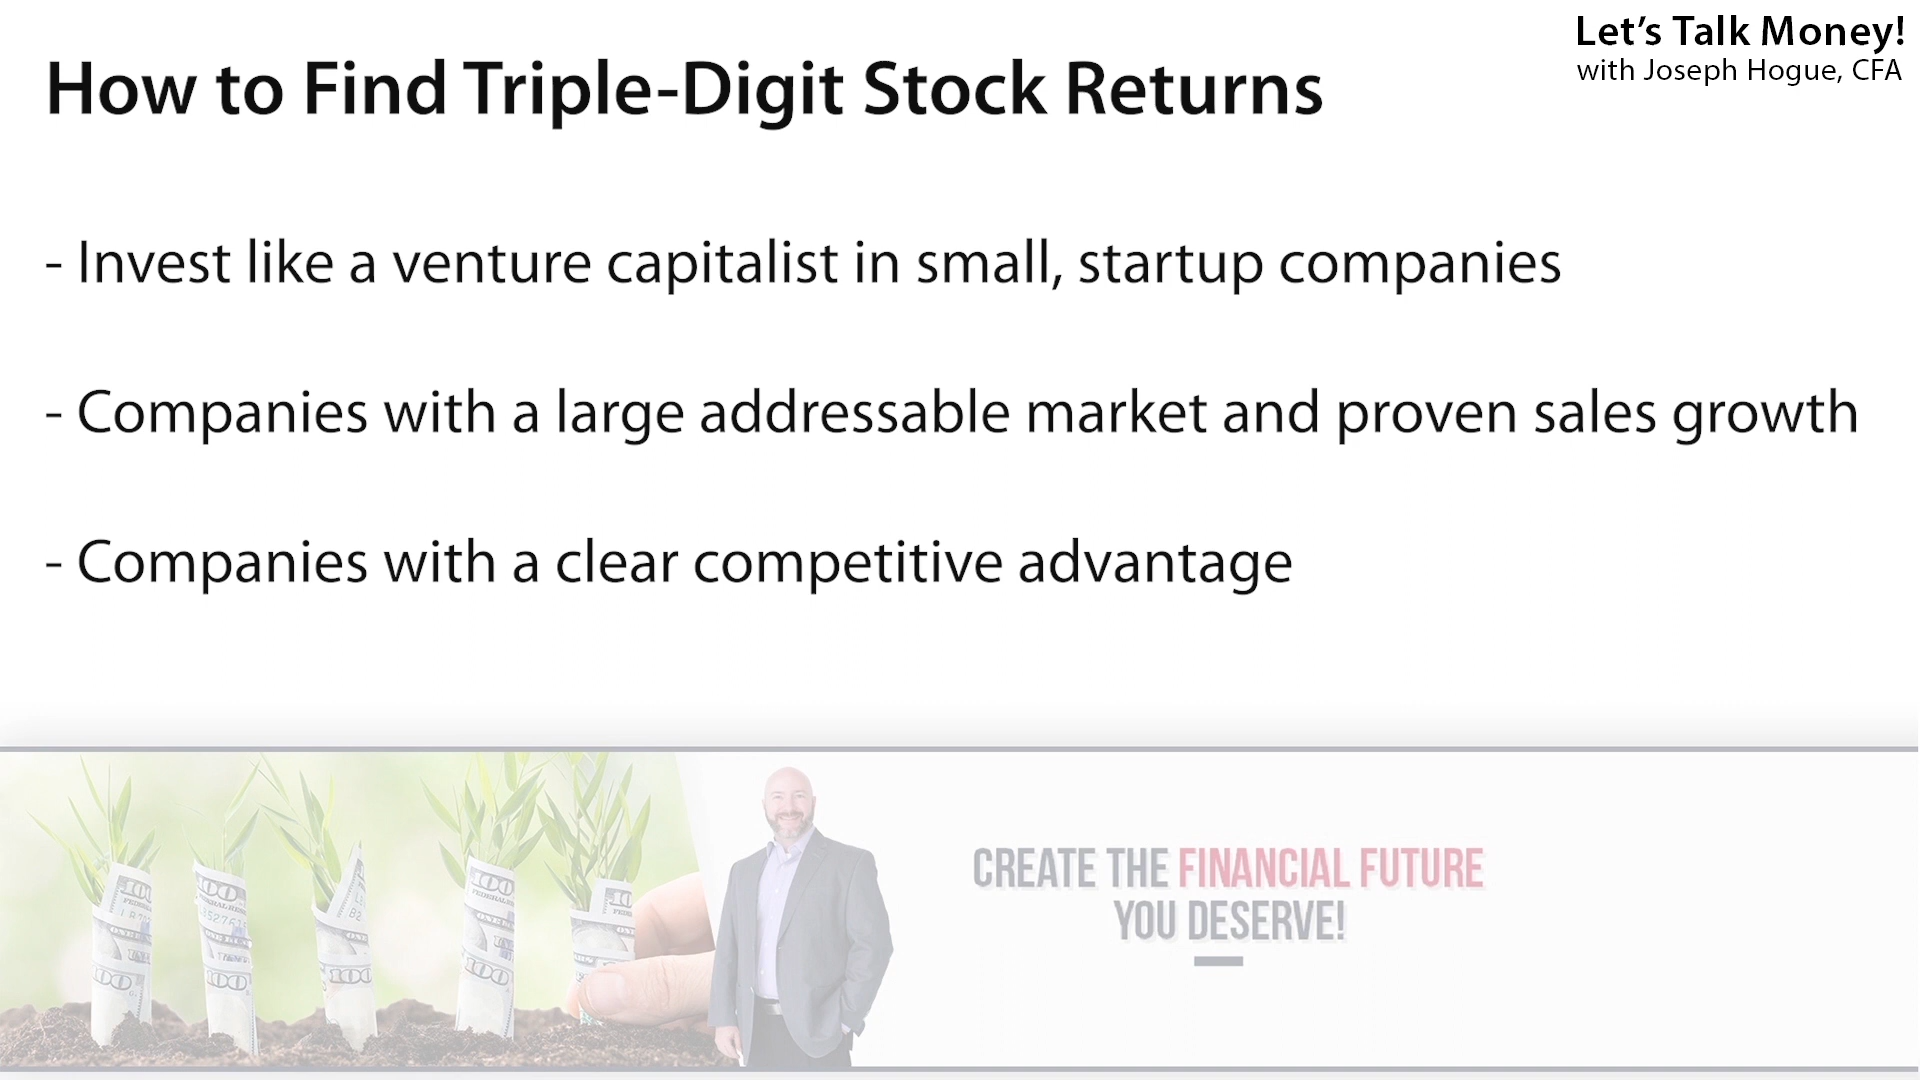 Let's Talk Money!
with Joseph Hogue, CFA
How to Find Triple-Digit Stock Returns
- Invest like a venture capitalist in small, startup companies
- Companies with a large addressable market and proven sales growth
- Companies with a clear competitive advantage
CREATE THE FINANCIAL FUTURE
YOU DESERVE!